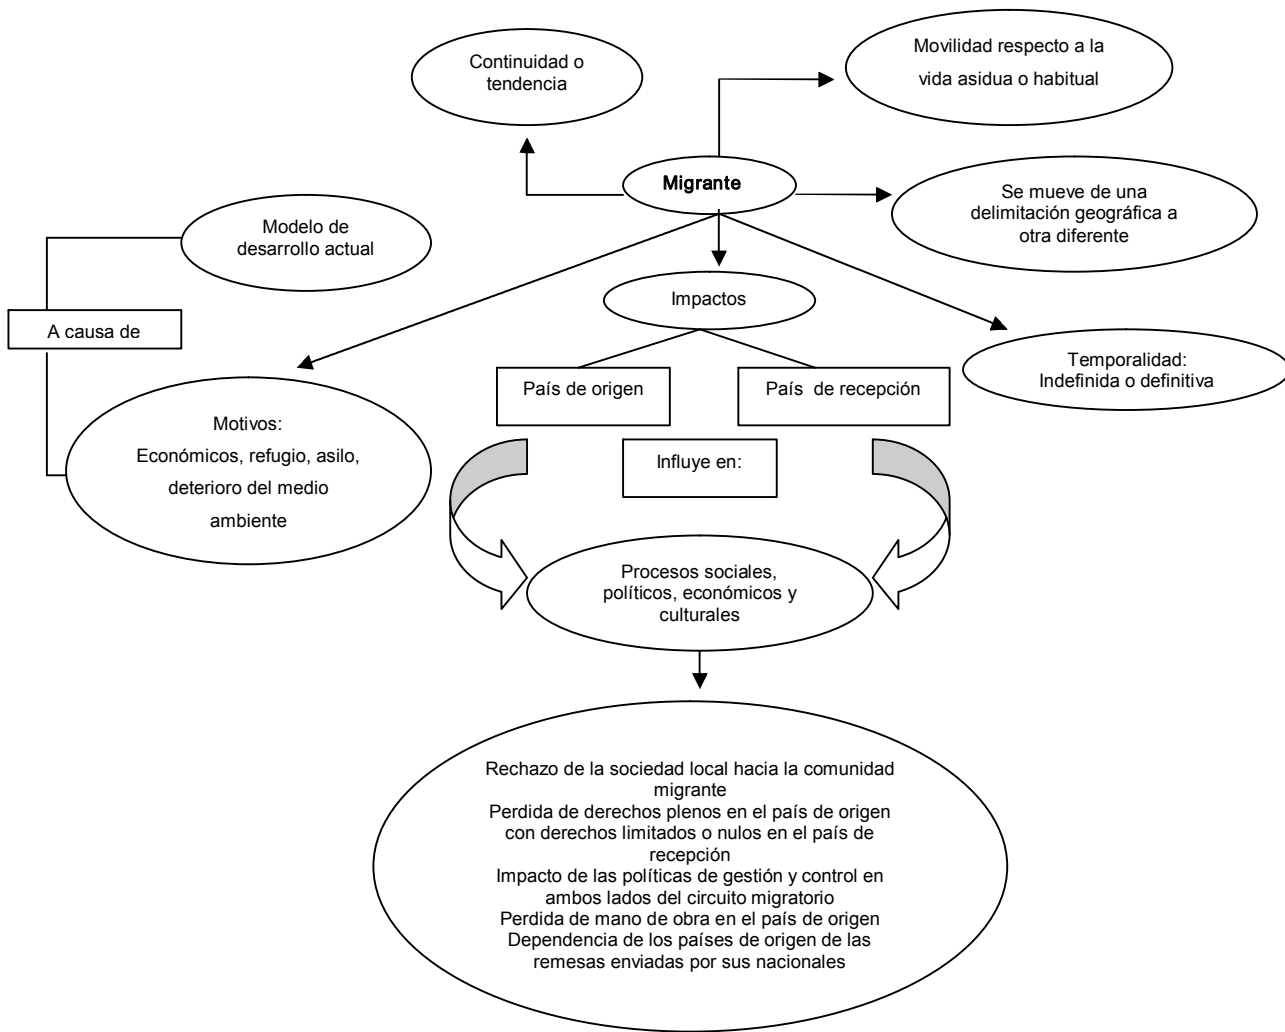 Continuidad o
tendencia
Movilidad respecto a la
vida asidua o habitual
Migrante
Se mueve de una
delimitación geográfica a
otra diferente
Modelo de
desarrollo actual
Impactos
A causa de
Temporalidad:
Indefinida o definitiva
País de origen
País de recepción
Motivos:
Económicos, refugio, asilo,
deterioro del medio
ambiente
Influye en:
Procesos sociales,
políticos, económicos y
culturales
Rechazo de la sociedad local hacia la comunidad
migrante
Perdida de derechos plenos en el país de origen
con derechos limitados o nulos en el país de
recepción
Impacto de las políticas de gestión y control en
ambos lados del circuito migratorio
Perdida de mano de obra en el país de origen
Dependencia de los países de origen de las
remesas enviadas por sus nacionales